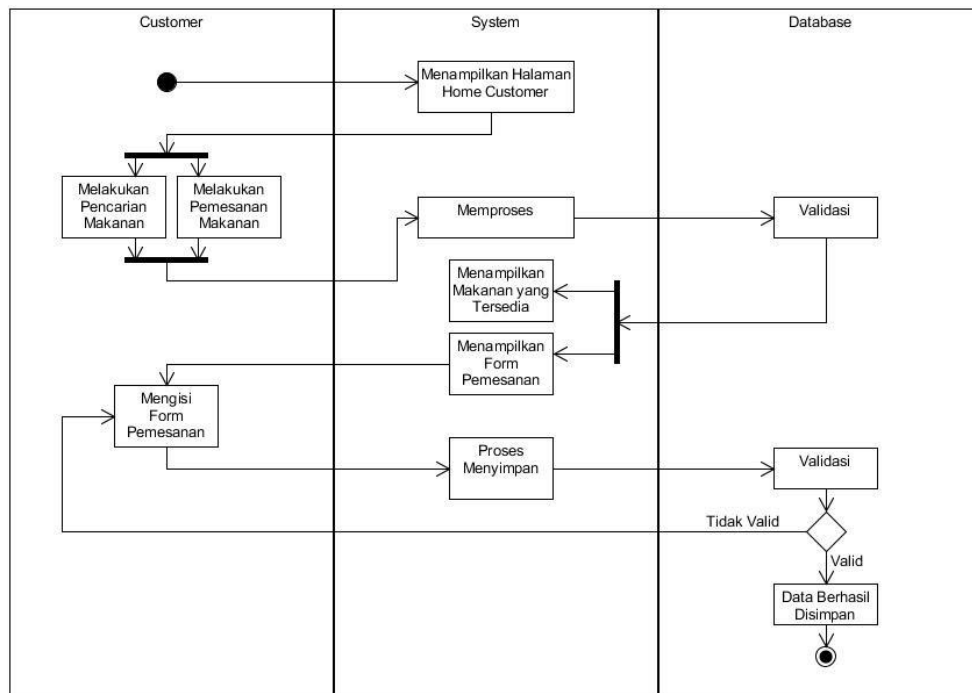 Customer
System
Database
Menampilkan Halaman
Home Customer
Melakukan
Pencarian
Makanan
Melakukan
Pemesanan
Makanan
Memproses
Validasi
Menampilkan
Makanan yang
Tersedia
Menampilkan
Form
Pemesanan
Mengisi
Form
Pemesanan
Proses
Menyimpan
Validasi
Tidak Valid
Valid
Data Berhasil
Disimpan